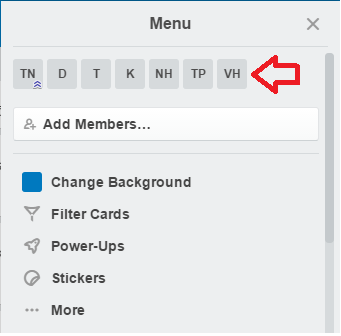 Menu
TN D T K NH TP VH
Add Members…
Change Background
Filter Cards
Power-Ups
Stickers
More